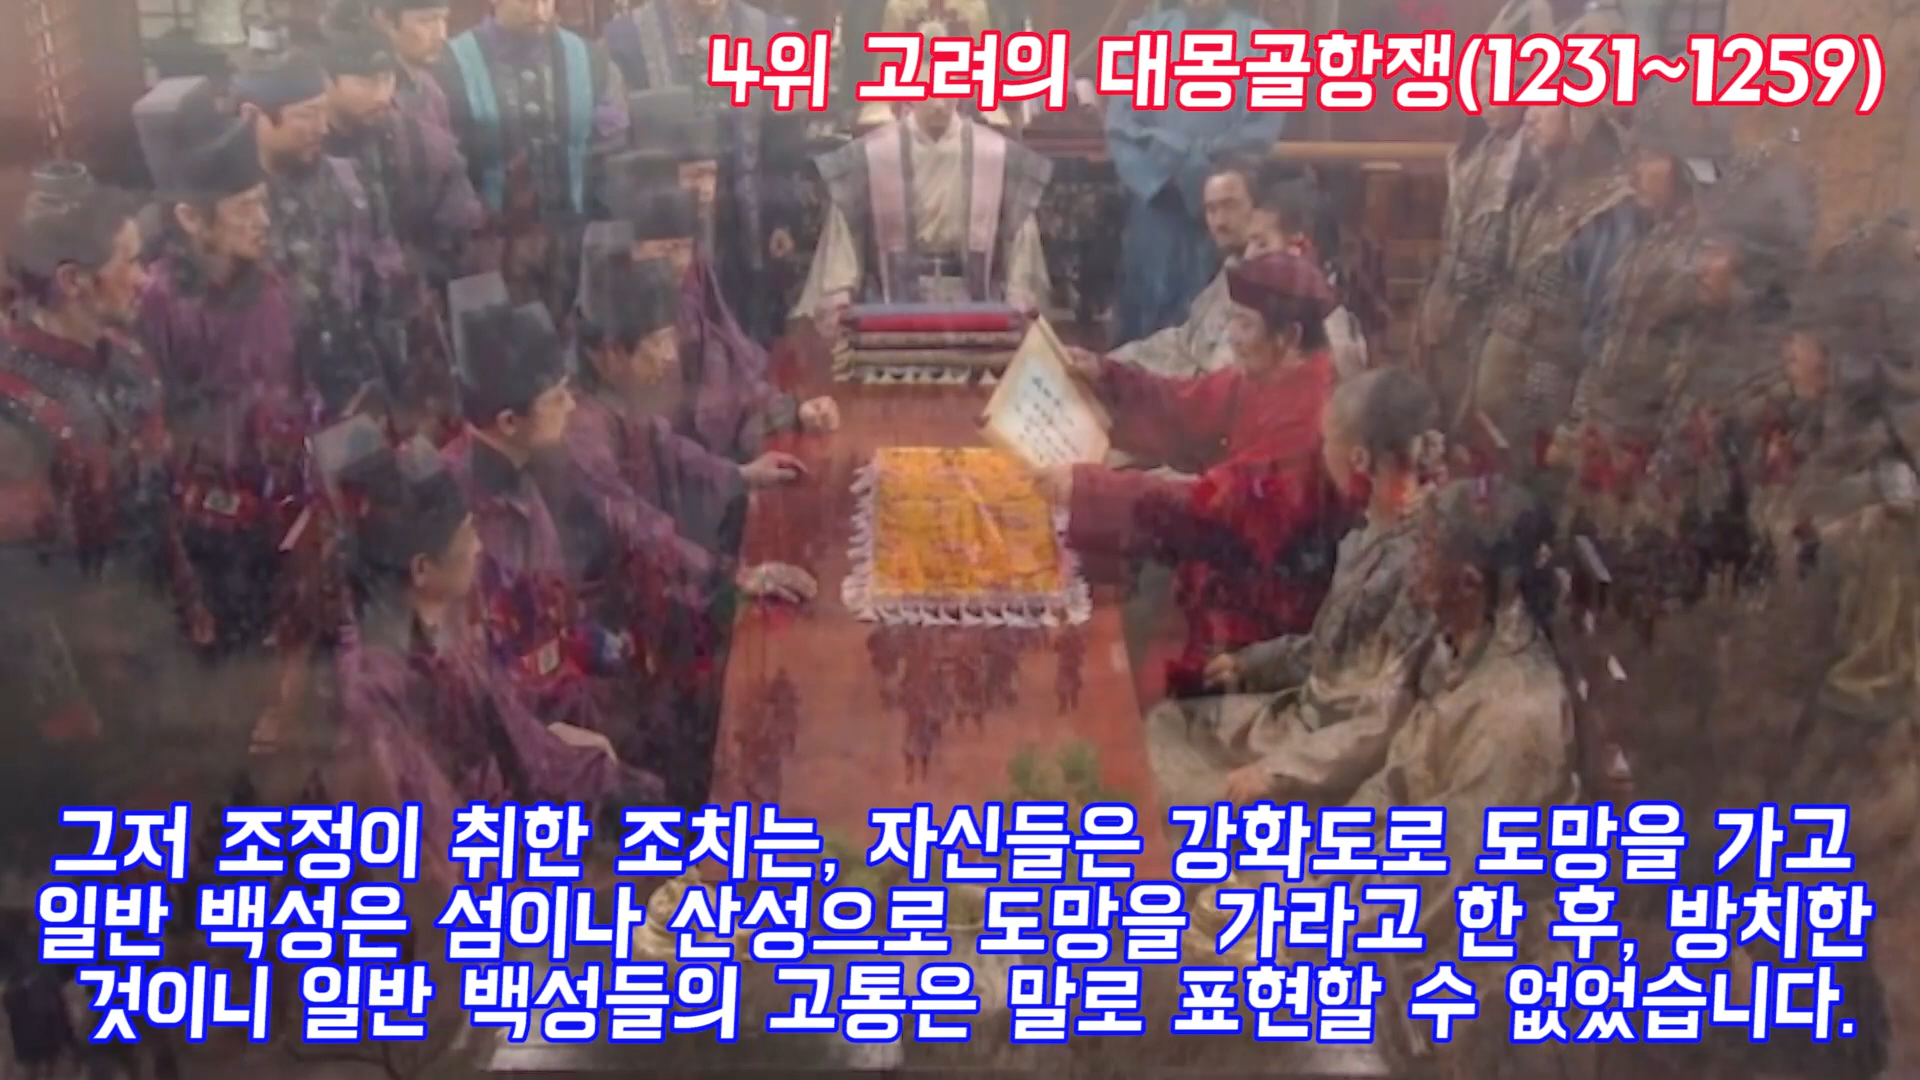 4위 고려의 대몽골항쟁(1231~1259)
그저 조정이 취한 조치는, 자신들은 강화도로 도망을 가고
일반 백성은 섬이나 산성으로 도망을 가라고 한 후, 방치한
것이니 일반 백성들의 고통은 말로 표현할 수 없었습니다.